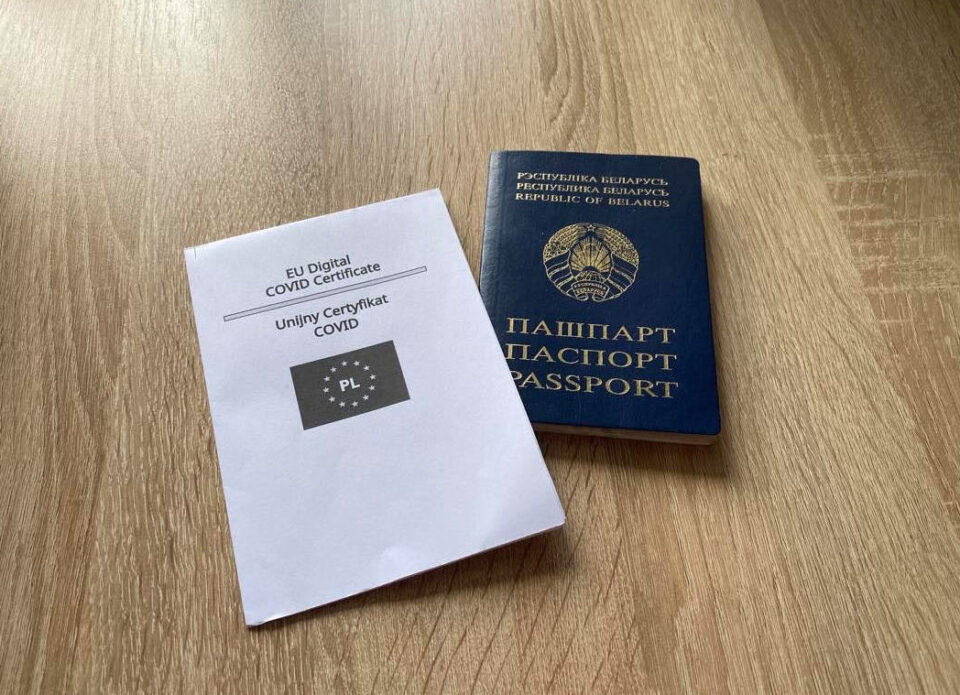 EU Digital
COVID Certificate
Unijny Certyfikat
COVID
PL
РЭСПУБЛІКА БЕЛАРУСЬ
РЕСПУБЛИКА БЕЛАРУСЬ
REPUBLIC OF BELARUS
ПАШПАРТ
ПАСПОРТ
PASSPORT